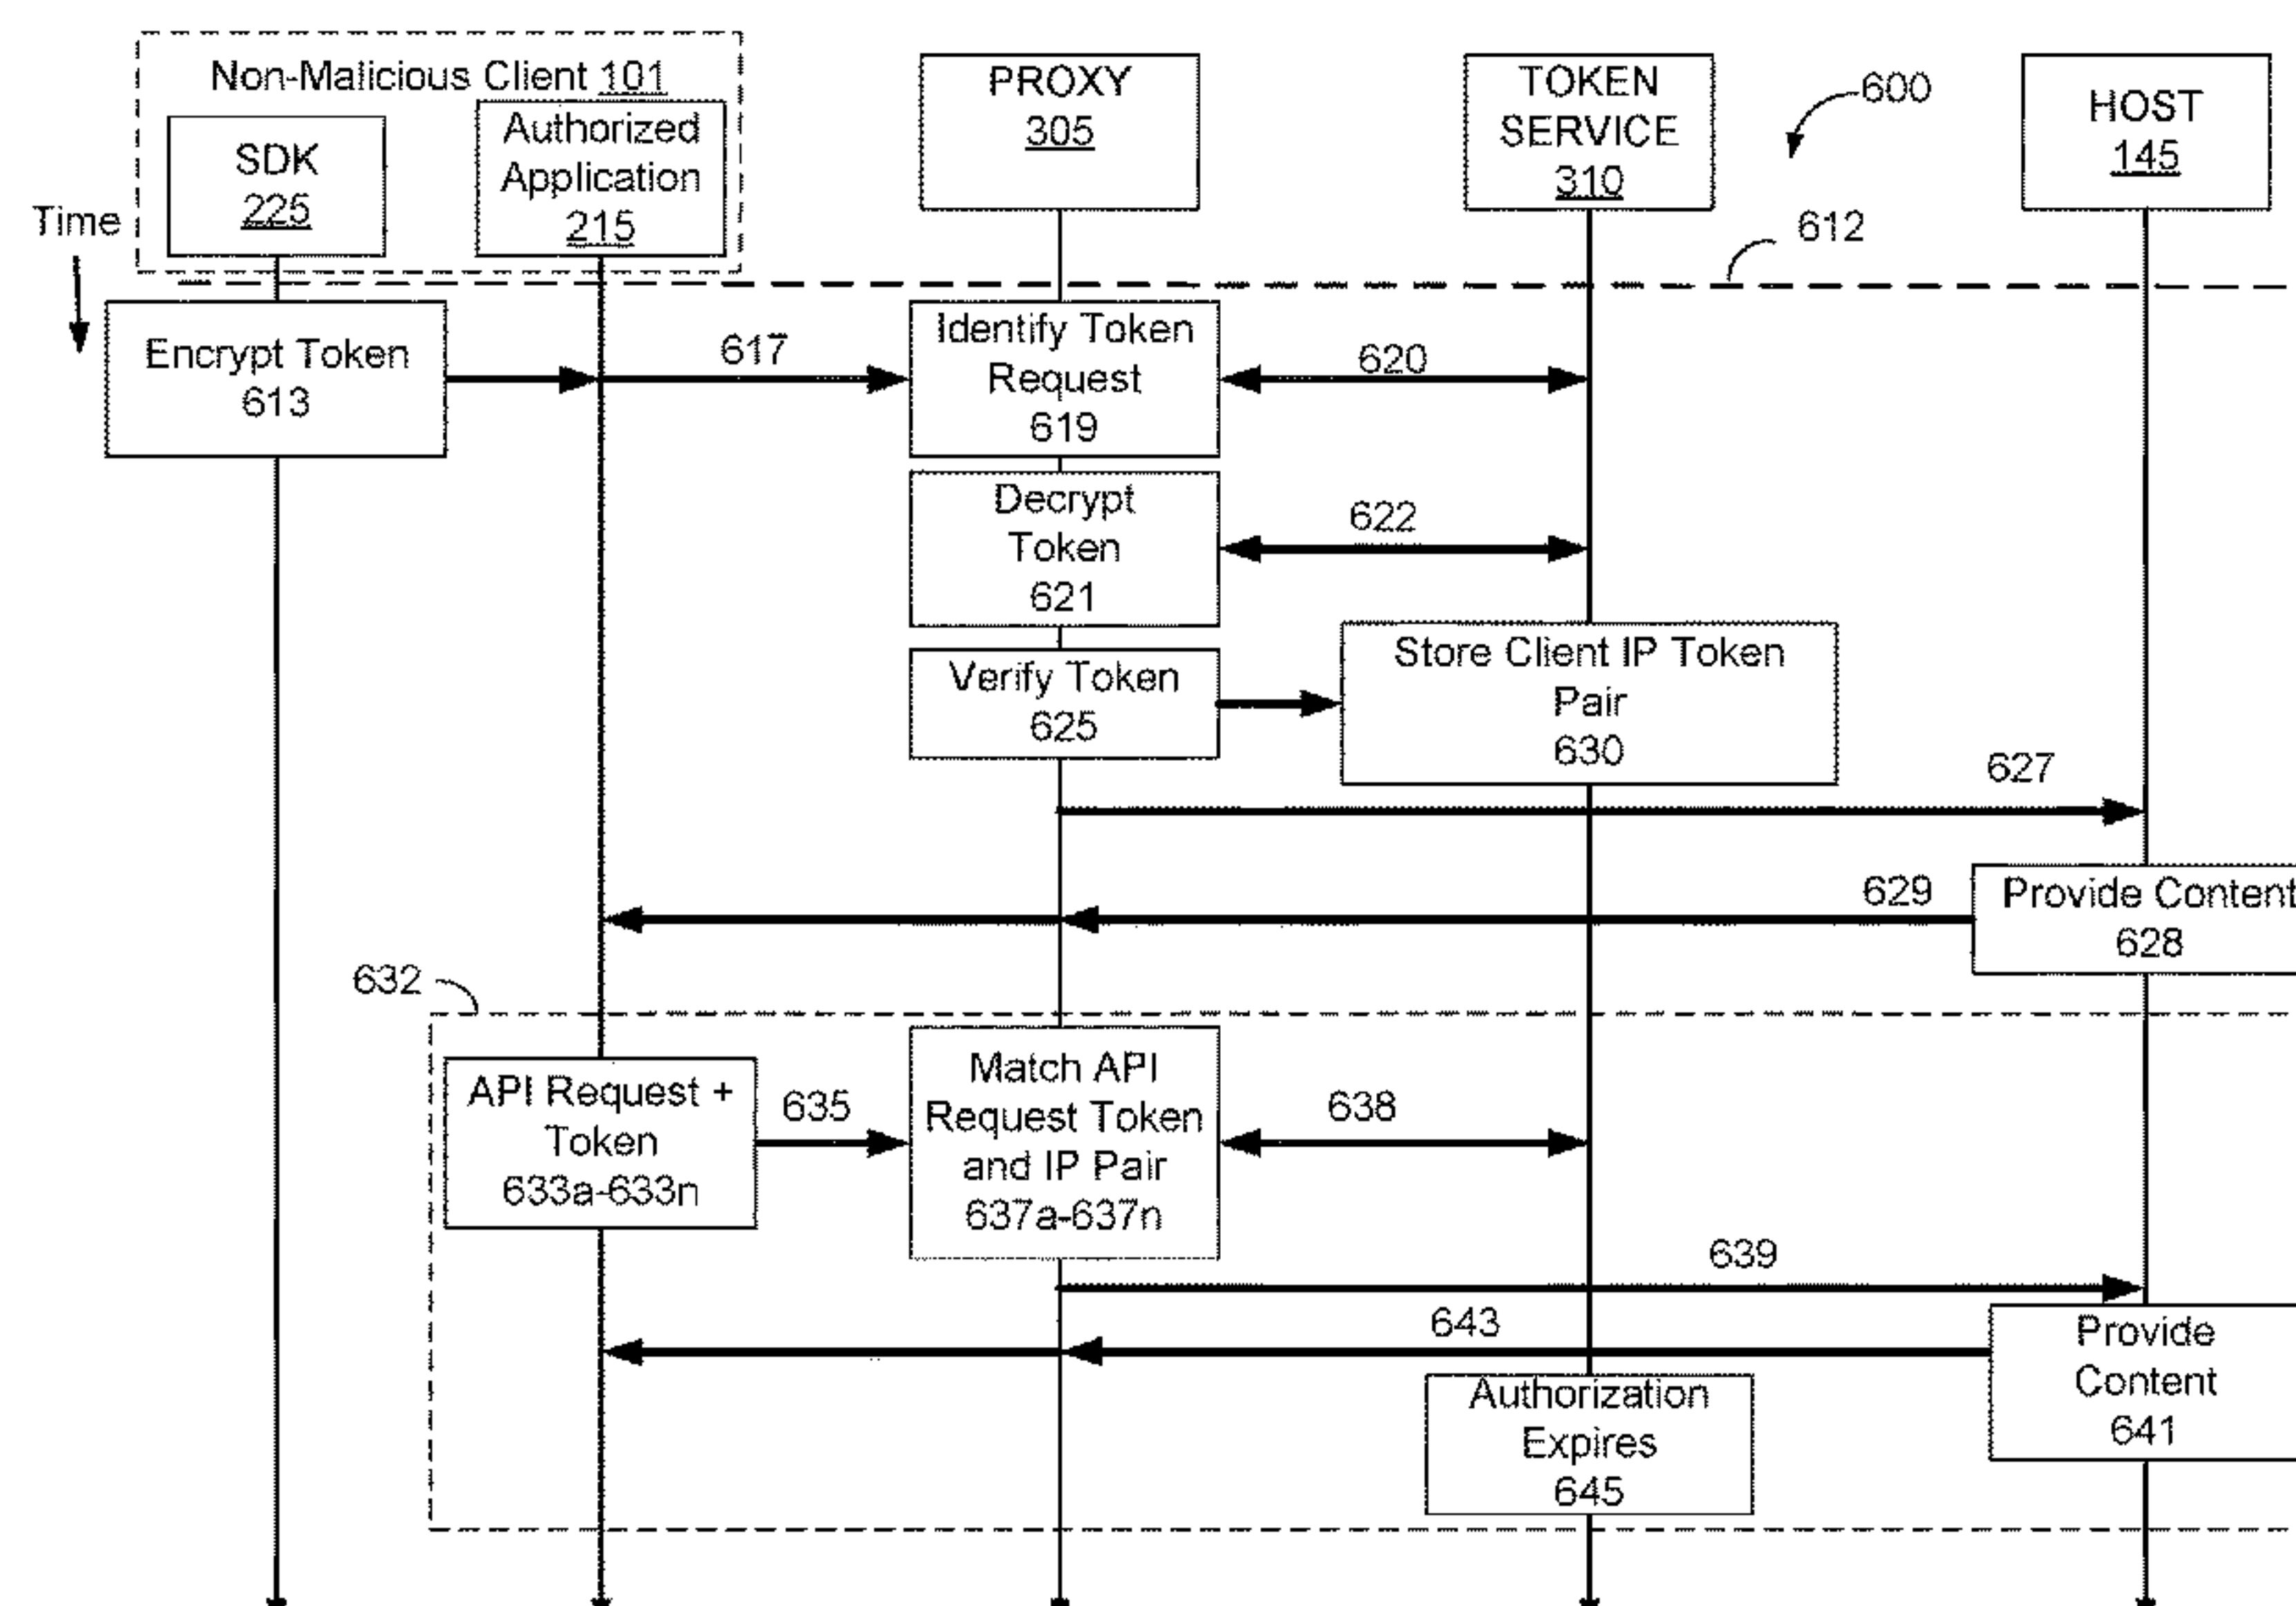 Non-Malicious Client 101
SDK
225
Authorized
Application
215
PROXY
305
TOKEN
SERVICE
310
600
HOST
145
612
Time
Encrypt Token
613
617
Identify Token
Request
619
620
Decrypt
Token
621
622
Verify Token
625
Store Client IP Token
Pair
630
627
629
Provide Content
628
632
API Request +
Token
633a-633n
635
Match API
Request Token
and IP Pair
637a-637n
638
639
643
Provide
Content
641
Authorization
Expires
645